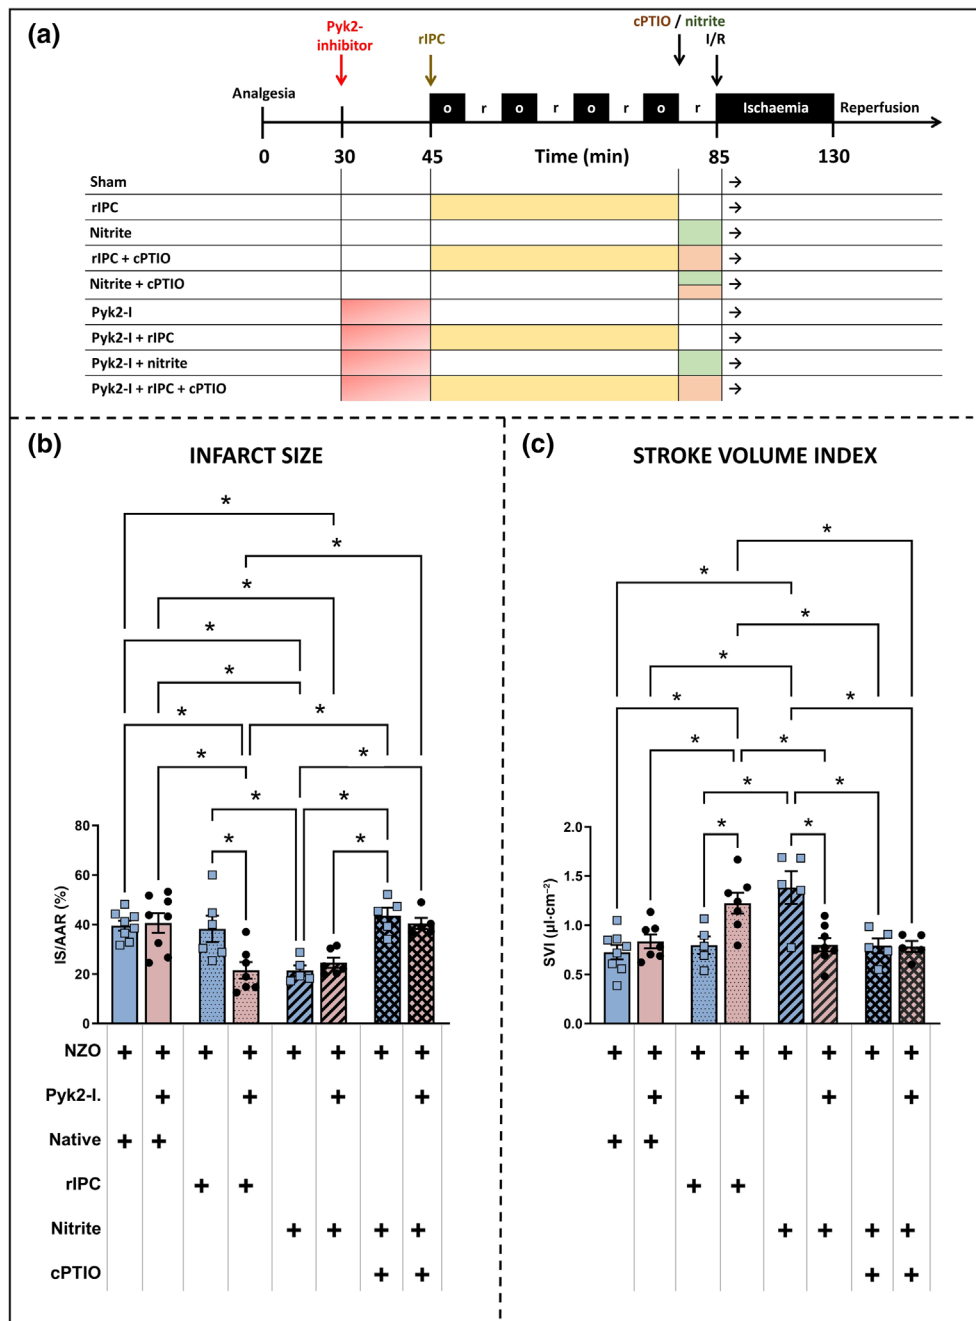 (a)
Pyk2-
inhibitor
rIPC
cPTIO / nitrite
I/R
Analgesia
o r o r o r o r Ischaemia Reperfusion
0 30 45 Time (min) 85 130
Sham →
rIPC →
Nitrite →
rIPC + cPTIO →
Nitrite + cPTIO →
Pyk2-I →
Pyk2-I + rIPC →
Pyk2-I + nitrite →
Pyk2-I + rIPC + cPTIO →
(b)
INFARCT SIZE
*
*
*
*
*
* *
* *
* *
* *
IS/AAR (%)
80
60
40
20
0
NZO + + + + + + + +
Pyk2-I. + + + +
Native + +
rIPC + +
Nitrite + + + +
cPTIO + +
(c)
STROKE VOLUME INDEX
*
*
*
*
* *
* *
* *
* *
SVI (µl·cm⁻²)
2.0
1.5
1.0
0.5
0.0
+ + + + + + + +
+ + + +
+ +
+ +
+ + + +
+ +